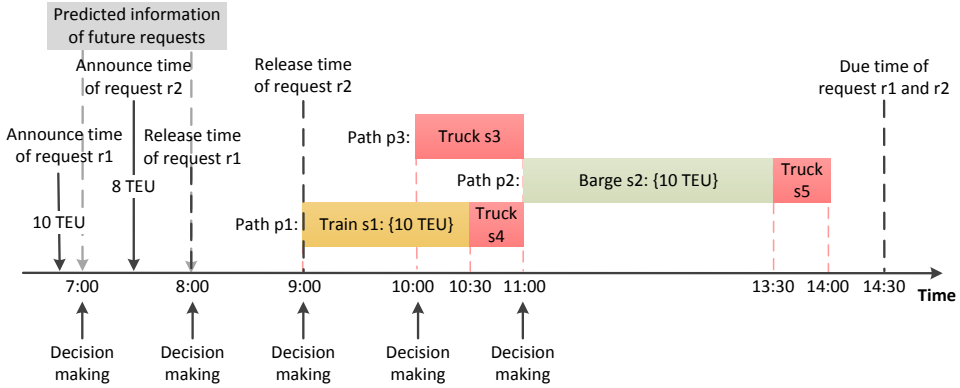 Predicted information
of future requests
Announce time
of request r2
Release time
of request r2
Due time of
request r1 and r2
Announce time
of request r1
Release time
of request r1
Path p3:
Truck s3
8 TEU
Path p2:
Barge s2: {10 TEU}
Truck
s5
10 TEU
Path p1:
Train s1: {10 TEU}
Truck
s4
7:00
8:00
9:00
10:00
10:30
11:00
13:30
14:00
14:30
Time
Decision
making
Decision
making
Decision
making
Decision
making
Decision
making